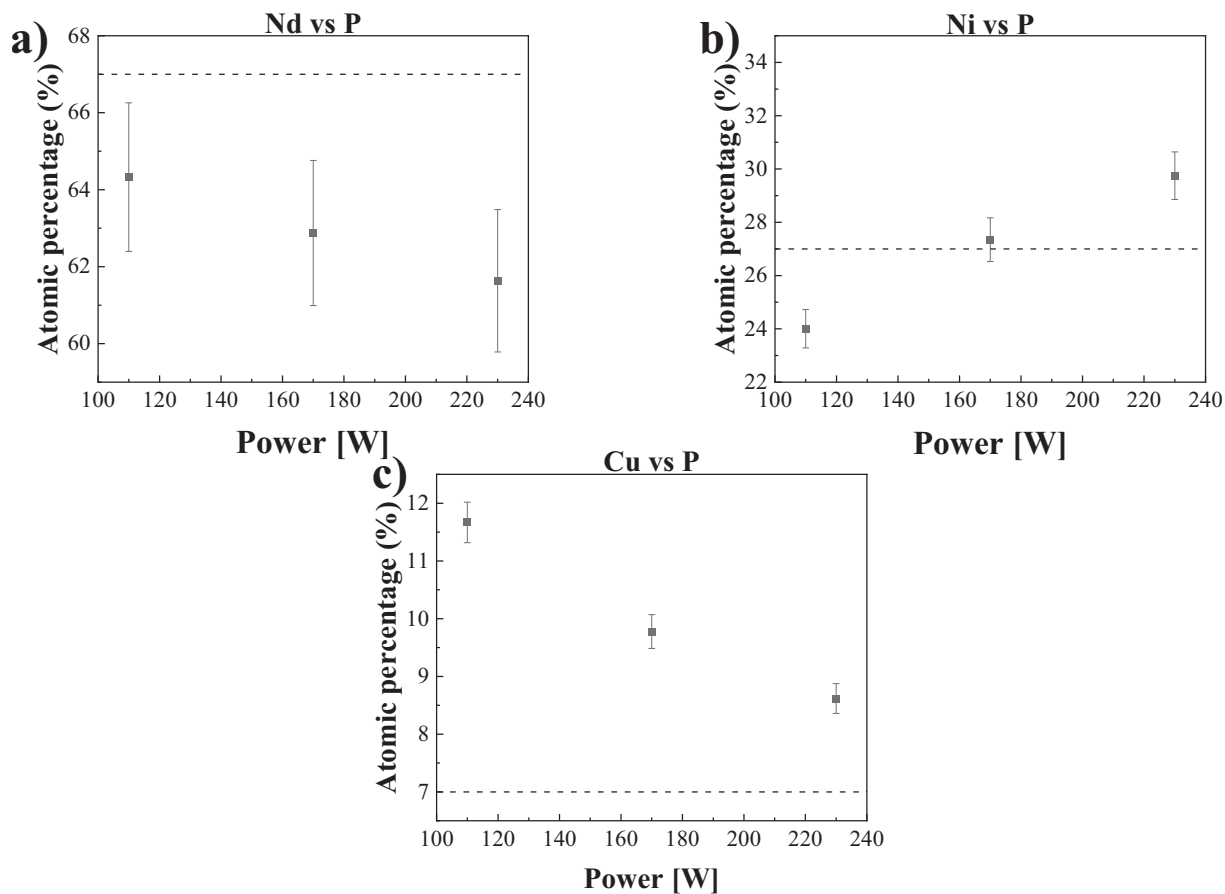 a)
Nd vs P
Atomic percentage (%)
68
66
64
62
60
100 120 140 160 180 200 220 240
Power [W]
b)
Ni vs P
Atomic percentage (%)
34
32
30
28
26
24
22
100 120 140 160 180 200 220 240
Power [W]
c)
Cu vs P
Atomic percentage (%)
12
11
10
9
8
7
100 120 140 160 180 200 220 240
Power [W]